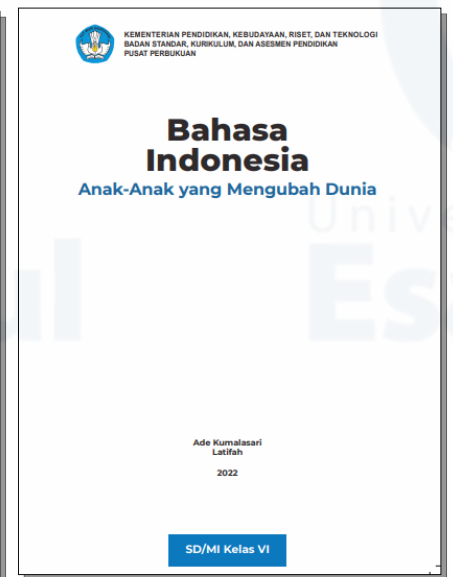 KEMENTERIAN PENDIDIKAN, KEBUDAYAAN, RISET, DAN TEKNOLOGI
BADAN STANDAR, KURIKULUM, DAN ASESMEN PENDIDIKAN
PUSAT PERBUKUAN
Bahasa
Indonesia
Anak-Anak yang Mengubah Dunia
Ade Kumalasari
Latifah
2022
SD/MI Kelas VI